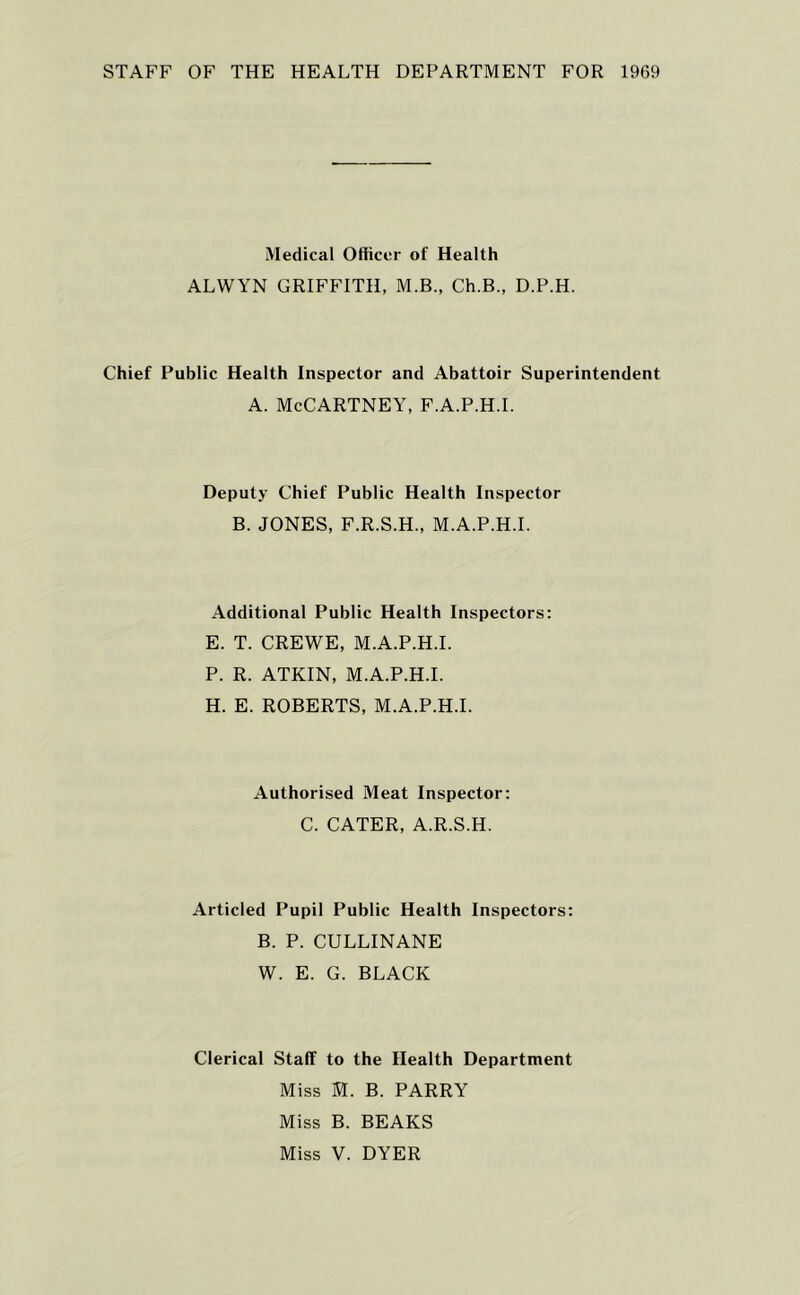 STAFF OF THE HEALTH DEPARTMENT FOR 1969
Medical Officer of Health
ALWYN GRIFFITH, M.B., Ch.B., D.P.H.
Chief Public Health Inspector and Abattoir Superintendent
A. McCARTNEY, F.A.P.H.I.
Deputy Chief Public Health Inspector
B. JONES, F.R.S.H., M.A.P.H.I.
Additional Public Health Inspectors:
E. T. CREWE, M.A.P.H.I.
P. R. ATKIN, M.A.P.H.I.
H. E. ROBERTS, M.A.P.H.I.
Authorised Meat Inspector:
C. CATER, A.R.S.H.
Articled Pupil Public Health Inspectors:
B. P. CULLINANE
W. E. G. BLACK
Clerical Staff to the Health Department
Miss M. B. PARRY
Miss B. BEAKS
Miss V. DYER